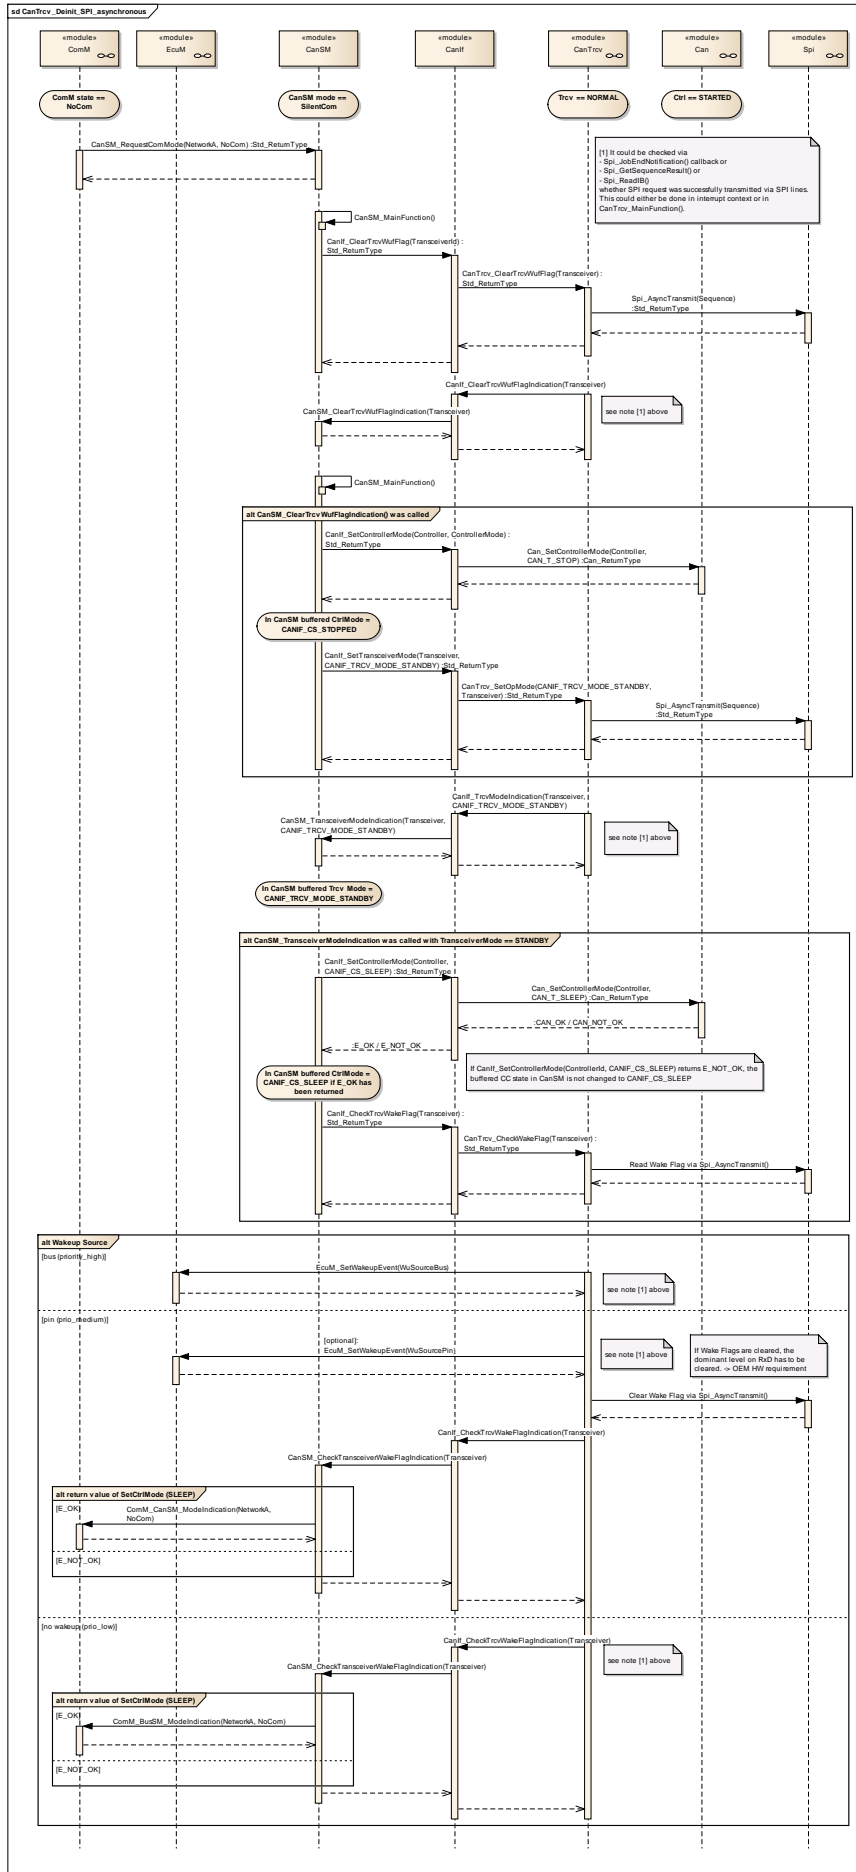 sd CanTrcv_Deinit_SPI_asynchronous
«module»
ComM
«module»
EcuM
«module»
CanSM
«module»
CanIf
«module»
CanTrcv
«module»
Can
«module»
Spi
ComM state ==
NoCom
CanSM mode ==
SilentCom
Trcv == NORMAL
Ctrl == STARTED
CanSM_RequestComMode(NetworkA, NoCom) :Std_ReturnType
[1] It could be checked via
- Spi_JobEndNotification() callback or
- Spi_GetSequenceResult() or
- Spi_ReadIB()
whether SPI request was successfully transmitted via SPI lines.
This could either be done in interrupt context or in
CanTrcv_MainFunction().
CanSM_MainFunction()
CanIf_ClearTrcvWufFlag(TransceiverId) :
Std_ReturnType
CanTrcv_ClearTrcvWufFlag(Transceiver) :
Std_ReturnType
Spi_AsyncTransmit(Sequence)
:Std_ReturnType
CanIf_ClearTrcvWufFlagIndication(Transceiver)
see note [1] above
CanSM_ClearTrcvWufFlagIndication(Transceiver)
CanSM_MainFunction()
alt CanSM_ClearTrcvWufFlagIndication() was called
CanIf_SetControllerMode(Controller, ControllerMode) :
Std_ReturnType
Can_SetControllerMode(Controller,
CAN_T_STOP) :Can_ReturnType
In CanSM buffered CtrlMode =
CANIF_CS_STOPPED
CanIf_SetTransceiverMode(Transceiver,
CANIF_TRCV_MODE_STANDBY) :Std_ReturnType
CanTrcv_SetOpMode(CANIF_TRCV_MODE_STANDBY,
Transceiver) :Std_ReturnType
Spi_AsyncTransmit(Sequence)
:Std_ReturnType
CanIf_TrcvModeIndication(Transceiver,
CANIF_TRCV_MODE_STANDBY)
CanSM_TransceiverModeIndication(Transceiver,
CANIF_TRCV_MODE_STANDBY)
see note [1] above
In CanSM buffered Trcv Mode =
CANIF_TRCV_MODE_STANDBY
alt CanSM_TransceiverModeIndication was called with TransceiverMode == STANDBY
CanIf_SetControllerMode(Controller,
CANIF_CS_SLEEP) :Std_ReturnType
Can_SetControllerMode(Controller,
CAN_T_SLEEP) :Can_ReturnType
:CAN_OK / CAN_NOT_OK
:E_OK / E_NOT_OK
In CanSM buffered CtrlMode =
CANIF_CS_SLEEP if E_OK has
been returned
If CanIf_SetControllerMode(ControllerId, CANIF_CS_SLEEP) returns E_NOT_OK, the
buffered CC state in CanSM is not changed to CANIF_CS_SLEEP
CanIf_CheckTrcvWakeFlag(Transceiver) :
Std_ReturnType
CanTrcv_CheckWakeFlag(Transceiver) :
Std_ReturnType
Read Wake Flag via Spi_AsyncTransmit()
alt Wakeup Source
[bus (priority_high)]
EcuM_SetWakeupEvent(WuSourceBus)
see note [1] above
[pin (prio_medium)]
[optional]:
EcuM_SetWakeupEvent(WuSourcePin)
see note [1] above
If Wake Flags are cleared, the
dominant level on RxD has to be
cleared. -> OEM HW requirement
Clear Wake Flag via Spi_AsyncTransmit()
CanIf_CheckTrcvWakeFlagIndication(Transceiver)
CanSM_CheckTransceiverWakeFlagIndication(Transceiver)
alt return value of SetCtrlMode (SLEEP)
[E_OK]
ComM_CanSM_ModeIndication(NetworkA,
NoCom)
[E_NOT_OK]
[no wakeup (prio_low)]
CanIf_CheckTrcvWakeFlagIndication(Transceiver)
see note [1] above
CanSM_CheckTransceiverWakeFlagIndication(Transceiver)
alt return value of SetCtrlMode (SLEEP)
[E_OK]
ComM_BusSM_ModeIndication(NetworkA, NoCom)
[E_NOT_OK]